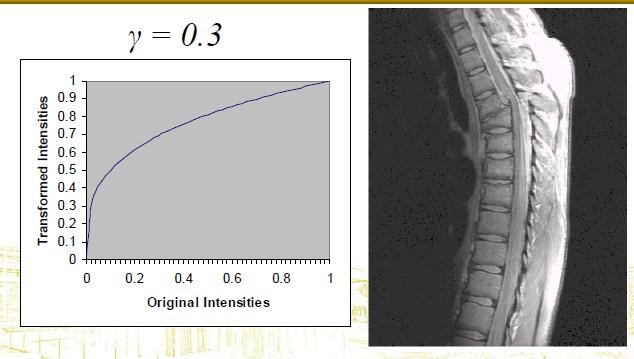 γ = 0.3
1
0.9
0.8
0.7
0.6
0.5
0.4
0.3
0.2
0.1
0
Transformed Intensities
0 0.2 0.4 0.6 0.8 1
Original Intensities